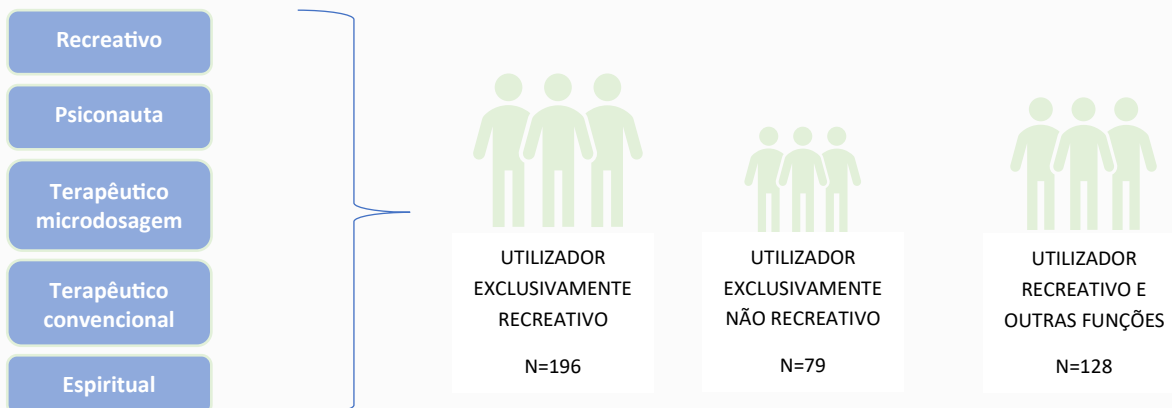 Recreativo
Psiconauta
Terapêutico
microdosagem
Terapêutico
convencional
Espiritual
UTILIZADOR
EXCLUSIVAMENTE
RECREATIVO
N=196
UTILIZADOR
EXCLUSIVAMENTE
NÃO RECREATIVO
N=79
UTILIZADOR
RECREATIVO E
OUTRAS FUNÇÕES
N=128